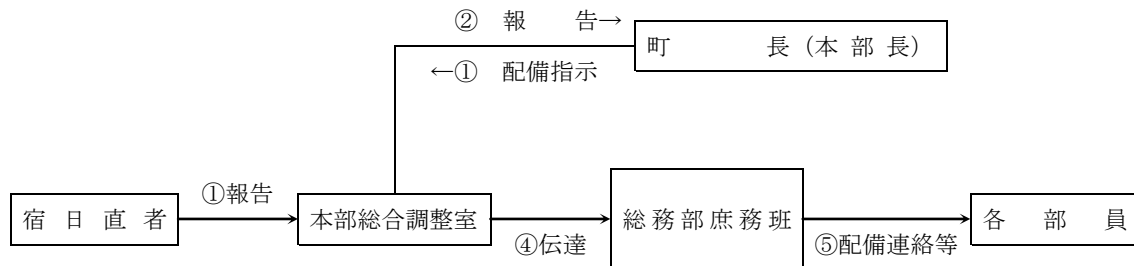 ② 報　　告→
町　　長（本 部 長）
←①　配備指示
①報告
宿 日 直 者
本部総合調整室
④伝達
総務部庶務班
⑤配備連絡等
各　部　員